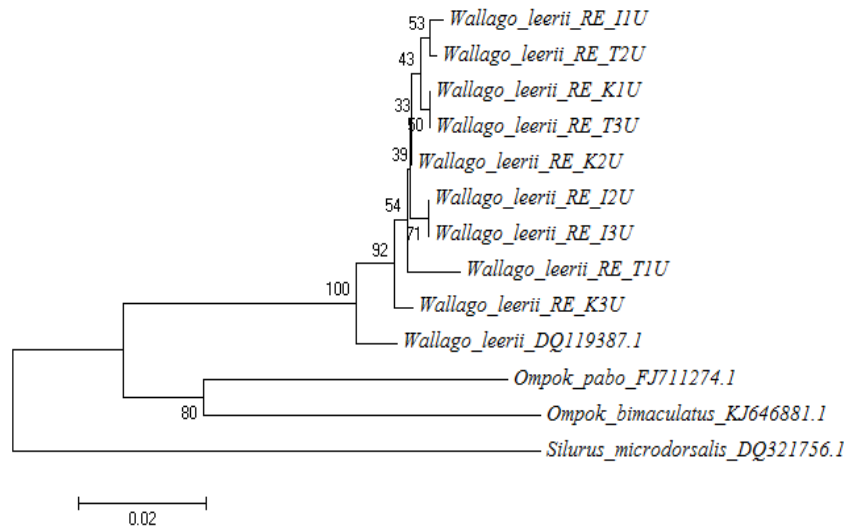 53
Wallago_leerii_RE_I1U
43
Wallago_leerii_RE_T2U
Wallago_leerii_RE_K1U
33
50
Wallago_leerii_RE_T3U
39
Wallago_leerii_RE_K2U
Wallago_leerii_RE_I2U
54
71
Wallago_leerii_RE_I3U
92
Wallago_leerii_RE_T1U
100
Wallago_leerii_RE_K3U
Wallago_leerii_DQ119387.1
Ompok_pabo_FJ711274.1
80
Ompok_bimaculatus_KJ646881.1
Silurus_microdorsalis_DQ321756.1
0.02